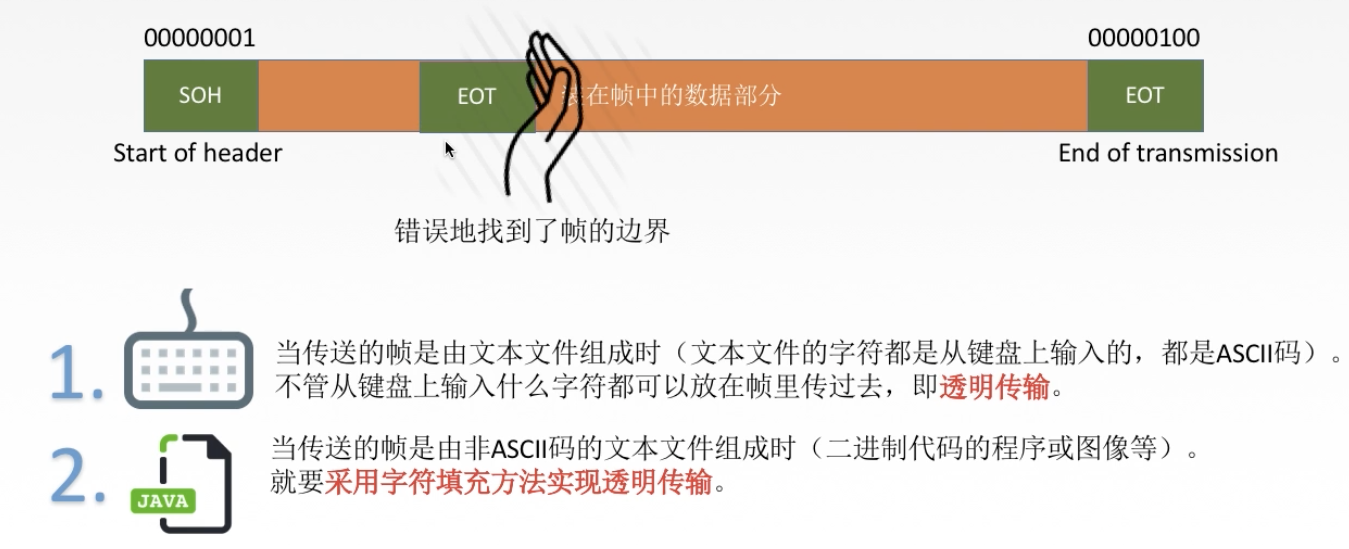 00000001
00000100
SOH
EOT
在帧中的数据部分
EOT
Start of header
End of transmission
错误地找到了帧的边界
1.
当传送的帧是由文本文件组成时（文本文件的字符都是从键盘上输入的，都是ASCII码）。
不管从键盘上输入什么字符都可以放在帧里传过去，即透明传输。
2.
JAVA
当传送的帧是由非ASCII码的文本文件组成时（二进制代码的程序或图像等）。
就要采用字符填充方法实现透明传输。